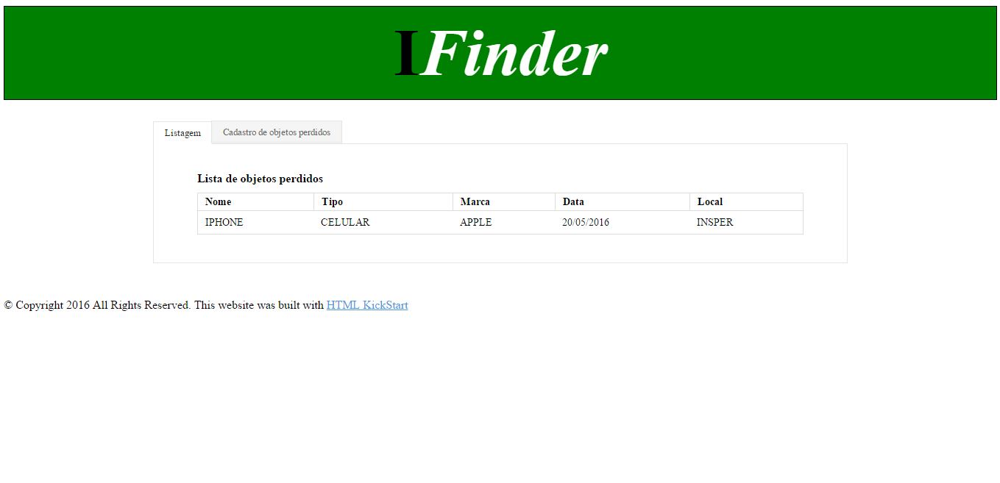 IFinder
Listagem Cadastro de objetos perdidos
Lista de objetos perdidos
Nome Tipo Marca Data Local
IPHONE CELULAR APPLE 20/05/2016 INSPER
© Copyright 2016 All Rights Reserved. This website was built with HTML KickStart